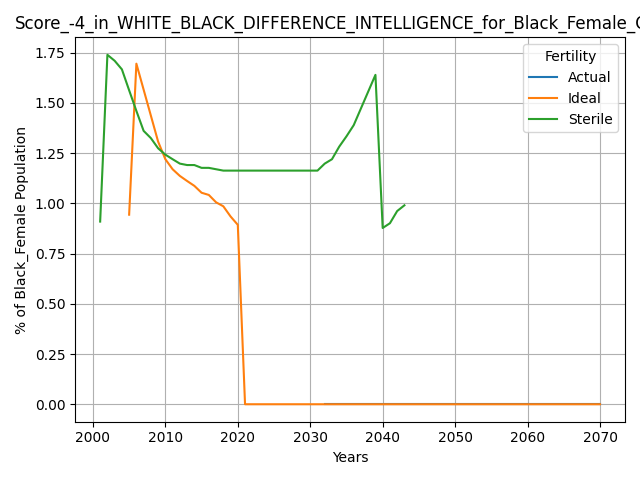 Score_-4_in_WHITE_BLACK_DIFFERENCE_INTELLIGENCE_for_Black_Female_
Fertility
Actual
Ideal
Sterile
% of Black_Female Population
1.75
1.50
1.25
1.00
0.75
0.50
0.25
0.00
2000 2010 2020 2030 2040 2050 2060 2070
Years